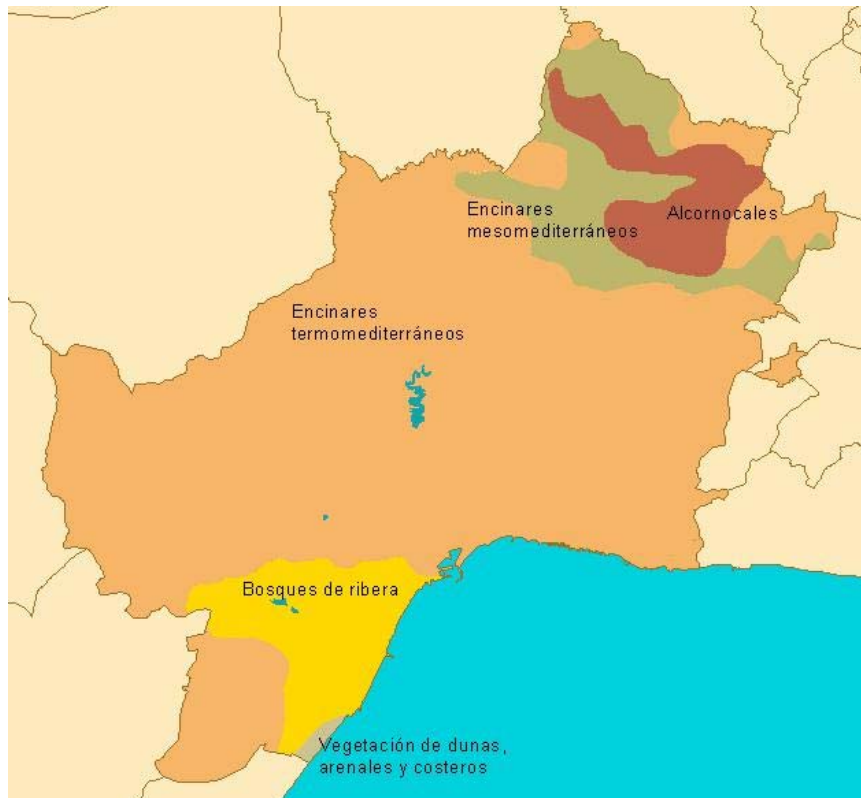 Encinares
mesomediterráneos
Alcornocales
Encinares
termomediterráneos
Bosques de ribera
Vegetación de dunas,
arenales y costeros